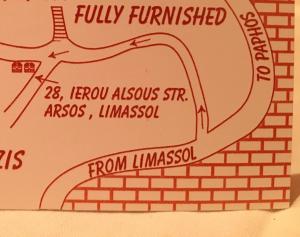 FULLY FURNISHED
TO PAPHOS
28, IEROU ALSOUS STR.
ARSOS , LIMASSOL
ZIS
FROM LIMASSOL